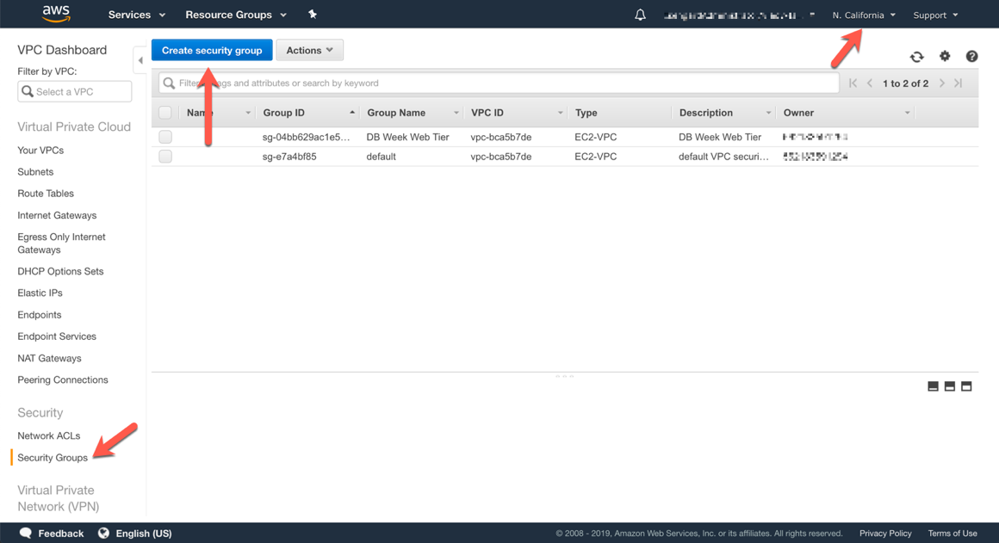 aws Services Resource Groups N. California Support
VPC Dashboard
Filter by VPC:
Select a VPC
Virtual Private Cloud
Your VPCs
Subnets
Route Tables
Internet Gateways
Egress Only Internet
Gateways
DHCP Options Sets
Elastic IPs
Endpoints
Endpoint Services
NAT Gateways
Peering Connections
Security
Network ACLs
Security Groups
Virtual Private
Network (VPN)
Create security group Actions
ags and attributes or search by keyword 1 to 2 of 2
Name Group ID Group Name VPC ID Type Description Owner
sg-04bb629ac1e5... DB Week Web Tier vpc-bca5b7de EC2-VPC DB Week Web Tier
sg-e7a4bf85 default vpc-bca5b7de EC2-VPC default VPC securi...
Feedback English (US) © 2008 - 2019, Amazon Web Services, Inc. or its affiliates. All rights reserved. Privacy Policy Terms of Use